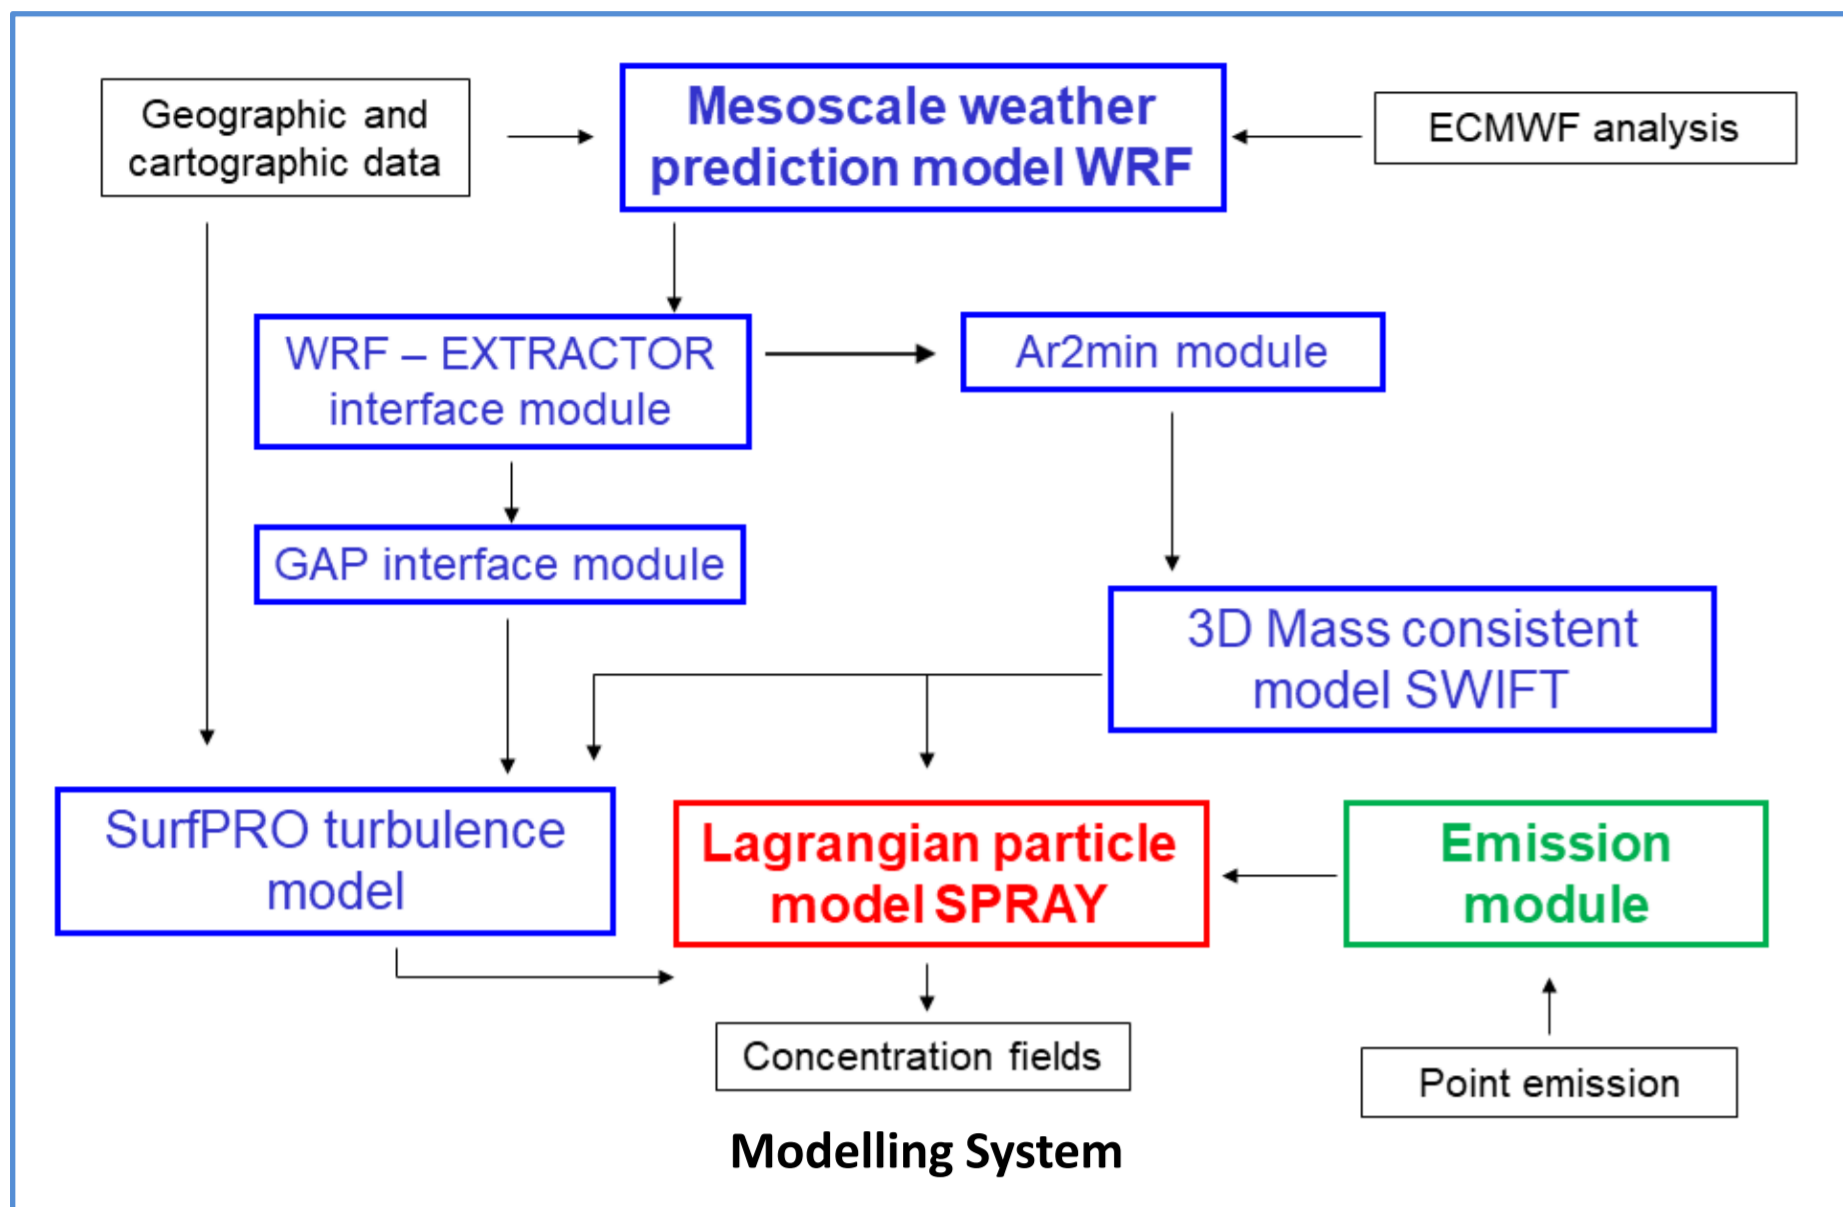 Geographic and
cartographic data
Mesoscale weather
prediction model WRF
ECMWF analysis
WRF – EXTRACTOR
interface module
Ar2min module
GAP interface module
3D Mass consistent
model SWIFT
SurfPRO turbulence
model
Lagrangian particle
model SPRAY
Emission
module
Concentration fields
Point emission
Modelling System